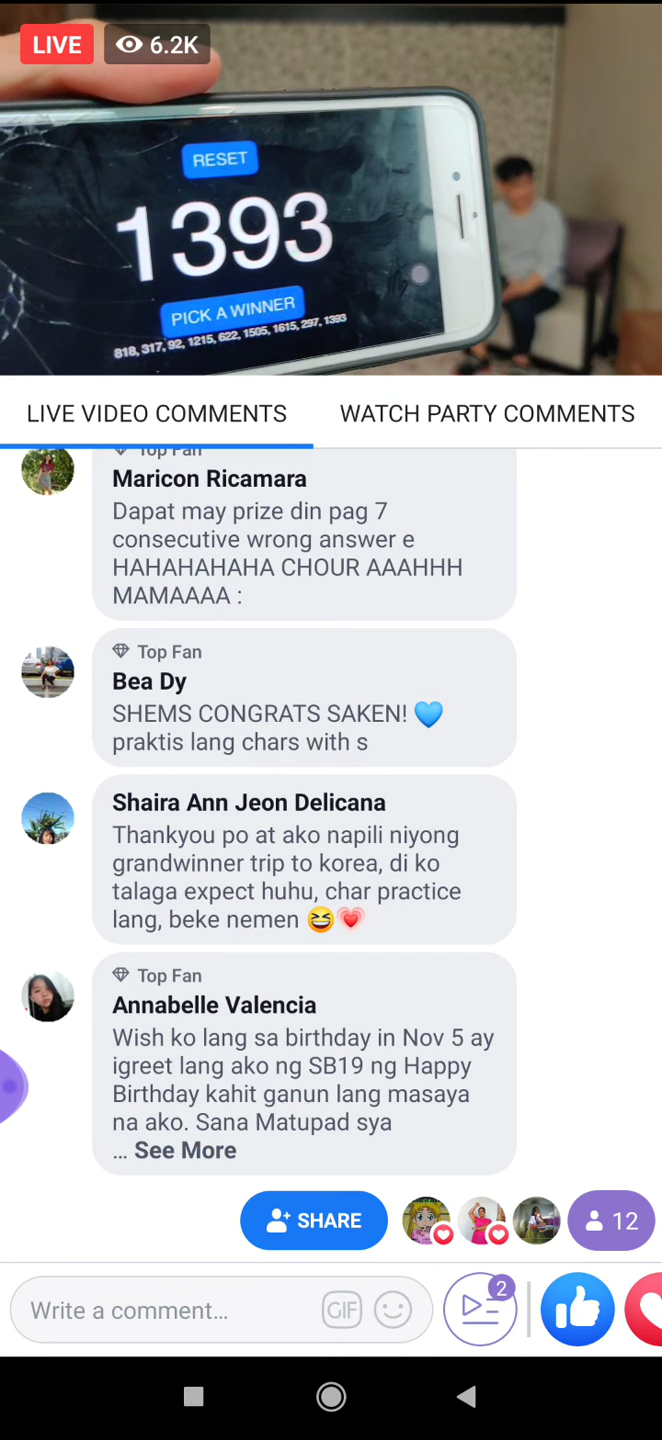 LIVE 6.2K
RESET
1393
PICK A WINNER
818, 317, 92, 1215, 622, 1505, 1615, 297, 1393
LIVE VIDEO COMMENTS WATCH PARTY COMMENTS
Top Fan
Maricon Ricamara
Dapat may prize din pag 7
consecutive wrong answer e
HAHAHAHAHA CHOUR AAAHHH
MAMAAAA :
Top Fan
Bea Dy
SHEMS CONGRATS SAKEN! 💙
praktis lang chars with s
Shaira Ann Jeon Delicana
Thankyou po at ako napili niyong
grandwinner trip to korea, di ko
talaga expect huhu, char practice
lang, beke nemen 😆💗
Top Fan
Annabelle Valencia
Wish ko lang sa birthday in Nov 5 ay
igreet lang ako ng SB19 ng Happy
Birthday kahit ganun lang masaya
na ako. Sana Matupad sya
... See More
SHARE 12
Write a comment... GIF 2